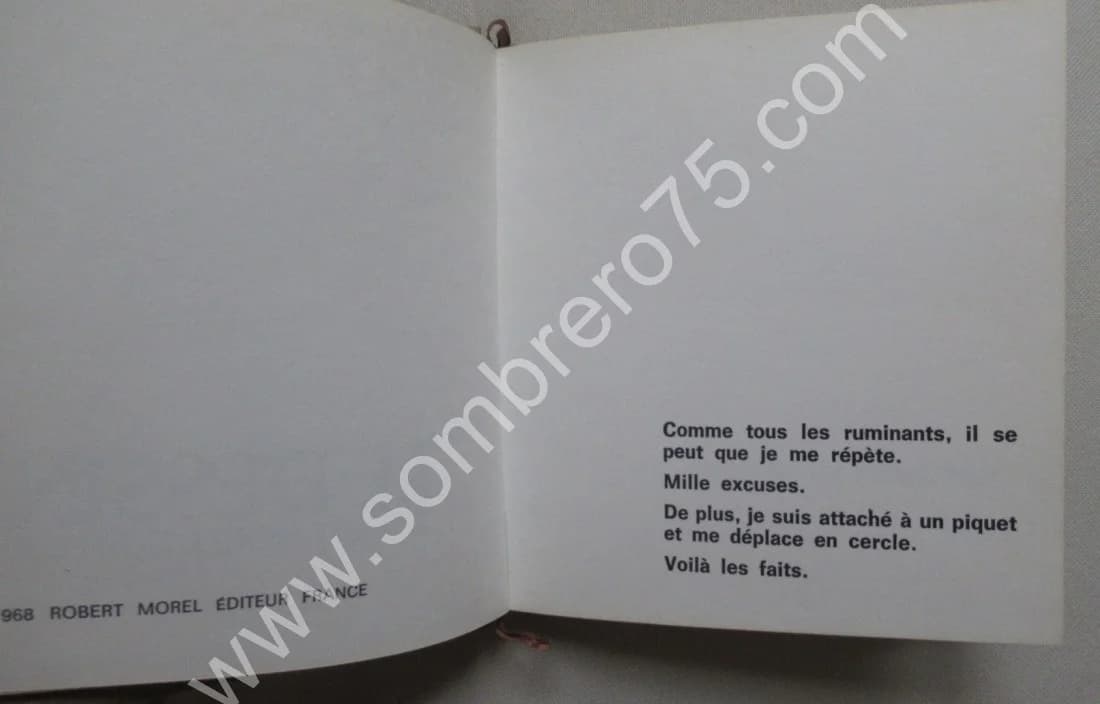 968 ROBERT MOREL ÉDITEUR FRANCE
Comme tous les ruminants, il se
peut que je me répète.
Mille excuses.
De plus, je suis attaché à un piquet
et me déplace en cercle.
Voilà les faits.
www.sombrero75.com